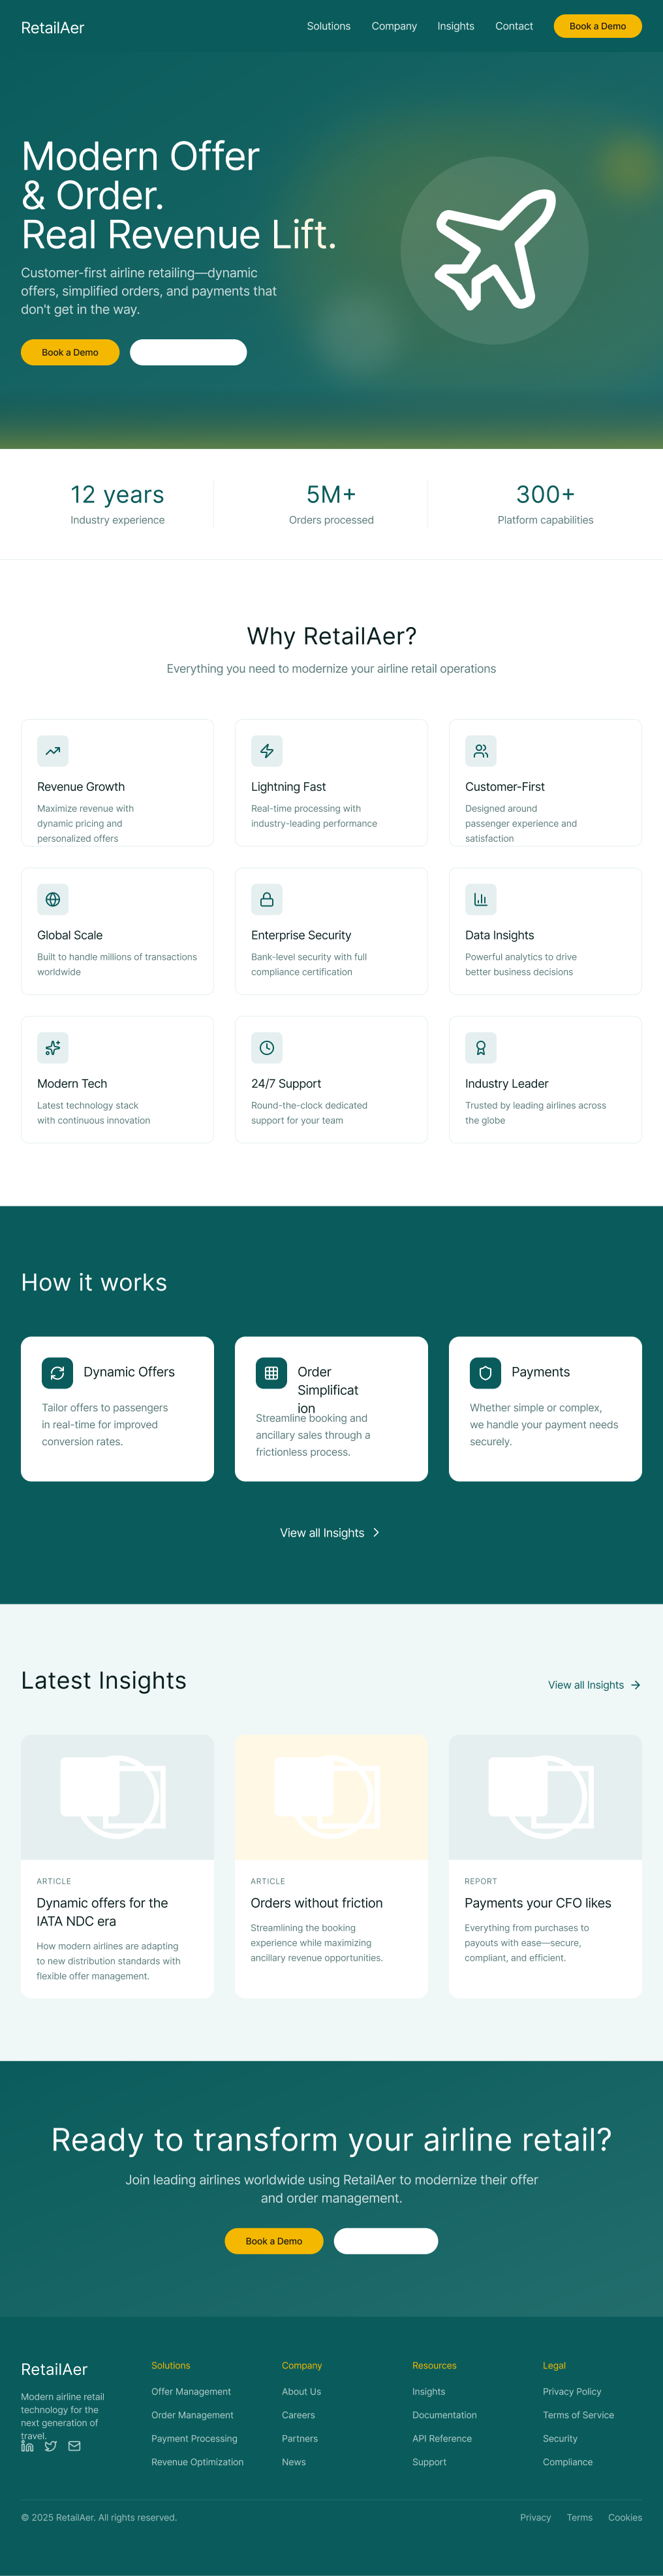 RetailAer
Solutions
Company
Insights
Contact
Book a Demo
Modern Offer
& Order.
Real Revenue Lift.
Customer-first airline retailing—dynamic
offers, simplified orders, and payments that
don't get in the way.
Book a Demo
12 years
Industry experience
5M+
Orders processed
300+
Platform capabilities
Why RetailAer?
Everything you need to modernize your airline retail operations
Revenue Growth
Maximize revenue with
dynamic pricing and
personalized offers
Lightning Fast
Real-time processing with
industry-leading performance
Customer-First
Designed around
passenger experience and
satisfaction
Global Scale
Built to handle millions of transactions
worldwide
Enterprise Security
Bank-level security with full
compliance certification
Data Insights
Powerful analytics to drive
better business decisions
Modern Tech
Latest technology stack
with continuous innovation
24/7 Support
Round-the-clock dedicated
support for your team
Industry Leader
Trusted by leading airlines across
the globe
How it works
Dynamic Offers
Tailor offers to passengers
in real-time for improved
conversion rates.
Order
Simplificat
ion
Streamline booking and
ancillary sales through a
frictionless process.
Payments
Whether simple or complex,
we handle your payment needs
securely.
View all Insights
Latest Insights
View all Insights
ARTICLE
Dynamic offers for the
IATA NDC era
How modern airlines are adapting
to new distribution standards with
flexible offer management.
ARTICLE
Orders without friction
Streamlining the booking
experience while maximizing
ancillary revenue opportunities.
REPORT
Payments your CFO likes
Everything from purchases to
payouts with ease—secure,
compliant, and efficient.
Ready to transform your airline retail?
Join leading airlines worldwide using RetailAer to modernize their offer
and order management.
Book a Demo
RetailAer
Modern airline retail
technology for the
next generation of
travel.
Solutions
Offer Management
Order Management
Payment Processing
Revenue Optimization
Company
About Us
Careers
Partners
News
Resources
Insights
Documentation
API Reference
Support
Legal
Privacy Policy
Terms of Service
Security
Compliance
© 2025 RetailAer. All rights reserved.
Privacy
Terms
Cookies